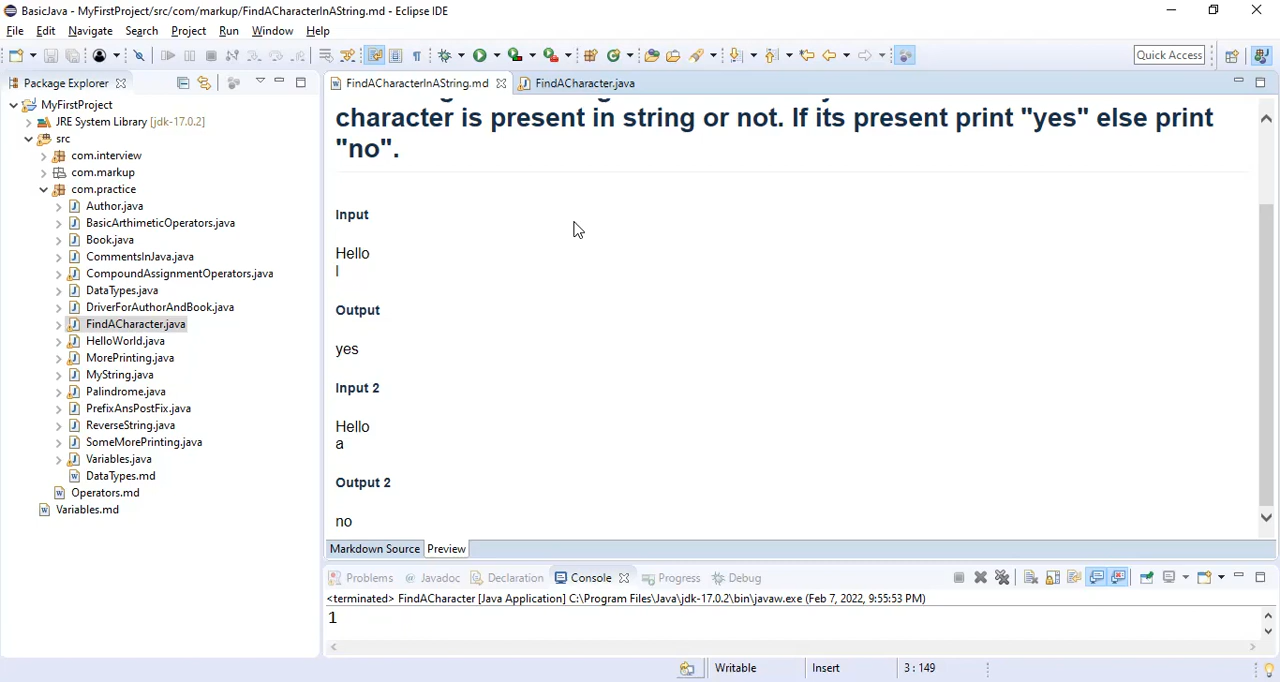 BasicJava - MyFirstProject/src/com/markup/FindACharacterInAString.md - Eclipse IDE
File Edit Navigate Search Project Run Window Help
Quick Access
Package Explorer
FindACharacterInAString.md
FindACharacter.java
MyFirstProject
JRE System Library [jdk-17.0.2]
src
com.interview
com.markup
com.practice
Author.java
BasicArthimeticOperators.java
Book.java
CommentsInJava.java
CompoundAssignmentOperators.java
DataTypes.java
DriverForAuthorAndBook.java
FindACharacter.java
HelloWorld.java
MorePrinting.java
MyString.java
Palindrome.java
PrefixAnsPostFix.java
ReverseString.java
SomeMorePrinting.java
Variables.java
DataTypes.md
Operators.md
Variables.md
character is present in string or not. If its present print "yes" else print
"no".
Input
Hello
l
Output
yes
Input 2
Hello
a
Output 2
no
Markdown Source Preview
Problems @ Javadoc Declaration Console Progress Debug
<terminated> FindACharacter [Java Application] C:\Program Files\Java\jdk-17.0.2\bin\javaw.exe (Feb 7, 2022, 9:55:53 PM)
1
Writable Insert 3 : 149